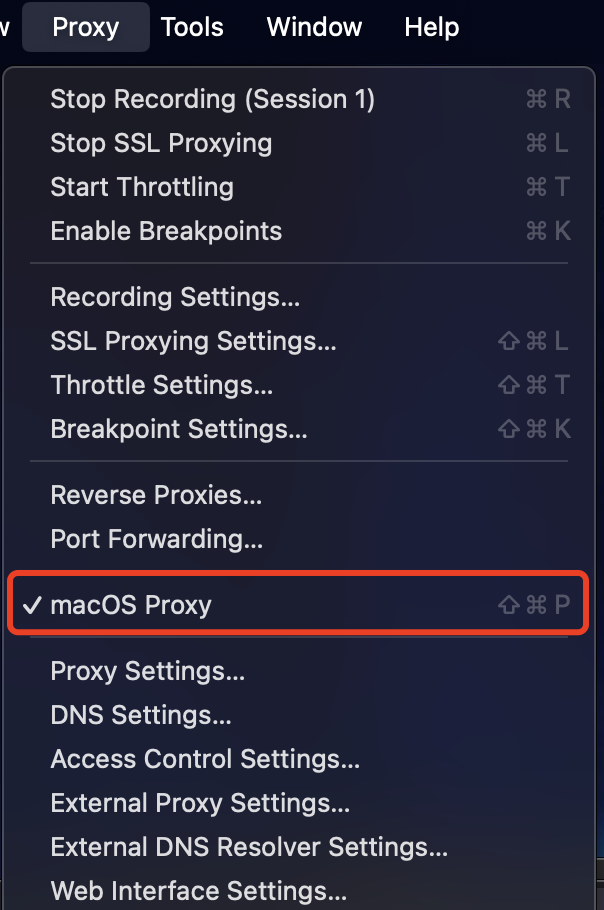 Proxy Tools Window Help
Stop Recording (Session 1) ⌘ R
Stop SSL Proxying ⌘ L
Start Throttling ⌘ T
Enable Breakpoints ⌘ K
Recording Settings...
SSL Proxying Settings... ⇧ ⌘ L
Throttle Settings... ⇧ ⌘ T
Breakpoint Settings... ⇧ ⌘ K
Reverse Proxies...
Port Forwarding...
✓ macOS Proxy ⇧ ⌘ P
Proxy Settings...
DNS Settings...
Access Control Settings...
External Proxy Settings...
External DNS Resolver Settings...
Web Interface Settings...